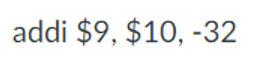 addi $9, $10, -32